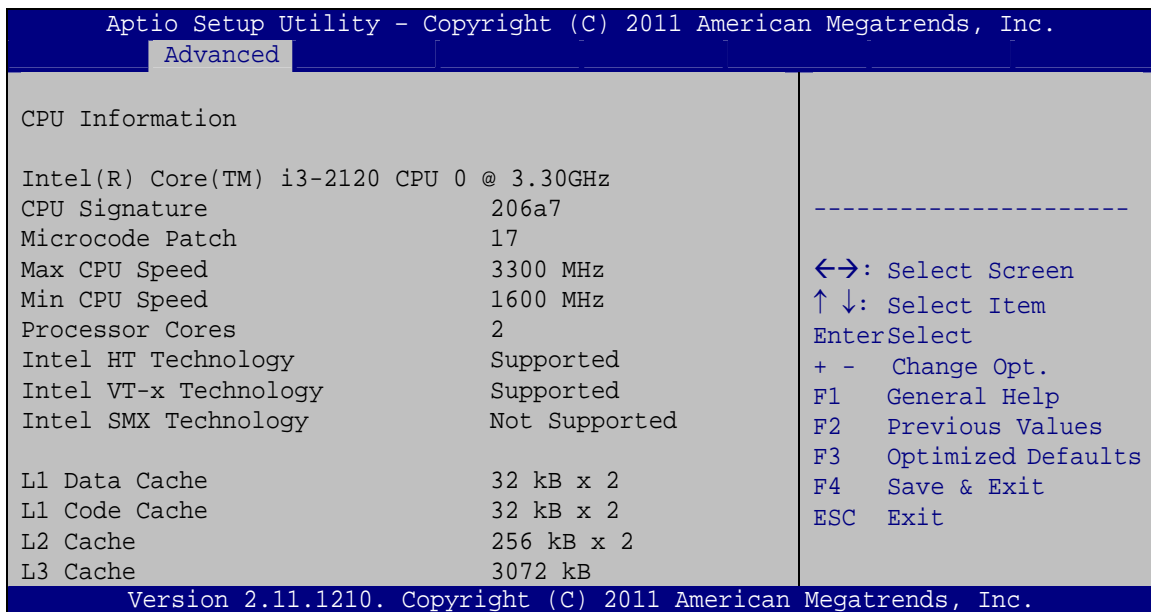 Aptio Setup Utility – Copyright (C) 2011 American Megatrends, Inc.
Advanced
CPU Information
Intel(R) Core(TM) i3-2120 CPU 0 @ 3.30GHz
CPU Signature 206a7
Microcode Patch 17
Max CPU Speed 3300 MHz
Min CPU Speed 1600 MHz
Processor Cores 2
Intel HT Technology Supported
Intel VT-x Technology Supported
Intel SMX Technology Not Supported
L1 Data Cache 32 kB x 2
L1 Code Cache 32 kB x 2
L2 Cache 256 kB x 2
L3 Cache 3072 kB
----------------------
←→: Select Screen
↑ ↓: Select Item
EnterSelect
+ - Change Opt.
F1 General Help
F2 Previous Values
F3 Optimized Defaults
F4 Save & Exit
ESC Exit
Version 2.11.1210. Copyright (C) 2011 American Megatrends, Inc.